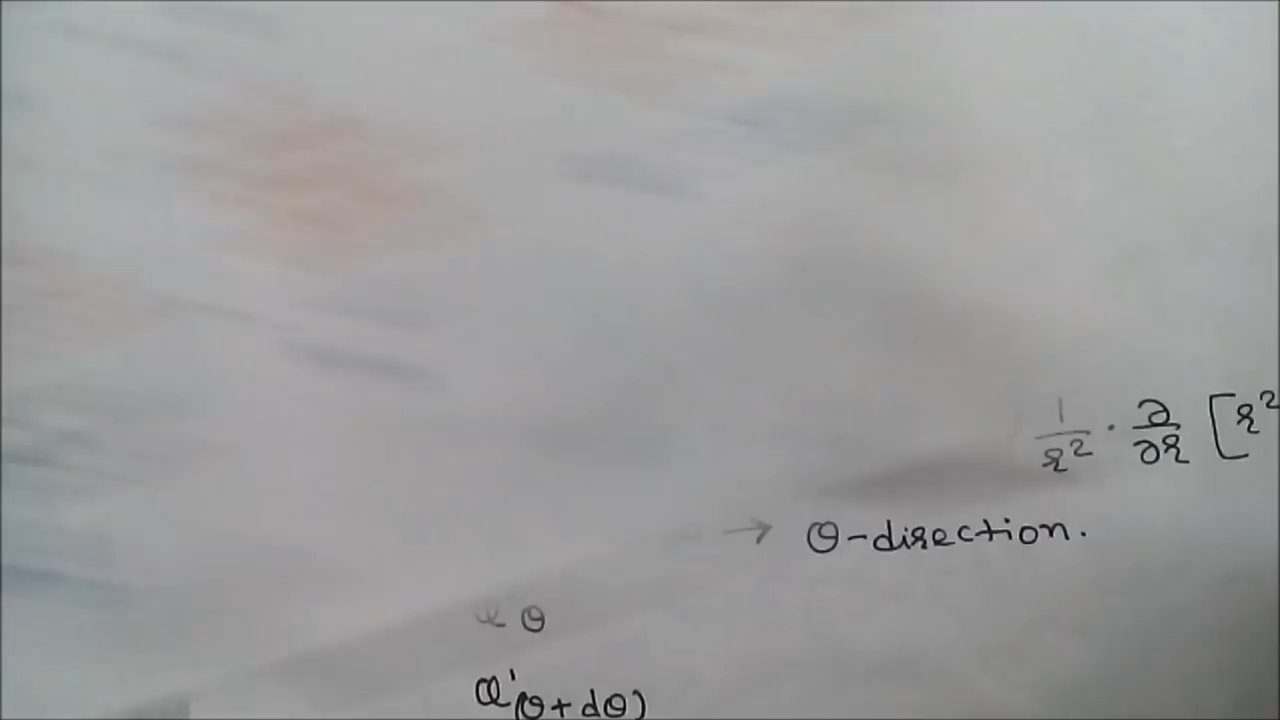 1/r² · ∂/∂r [r²
→ θ-direction.
Q θ
Q'(θ+dθ)